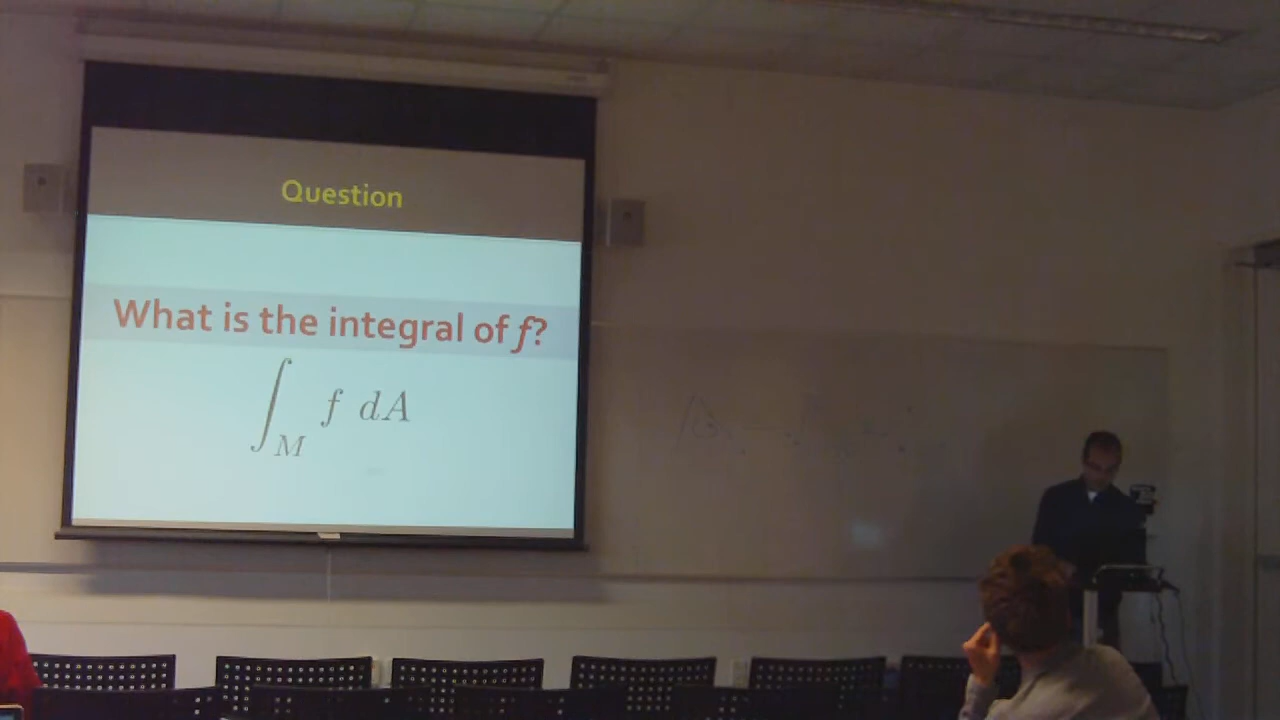 Question
What is the integral of f?
∫_M f dA